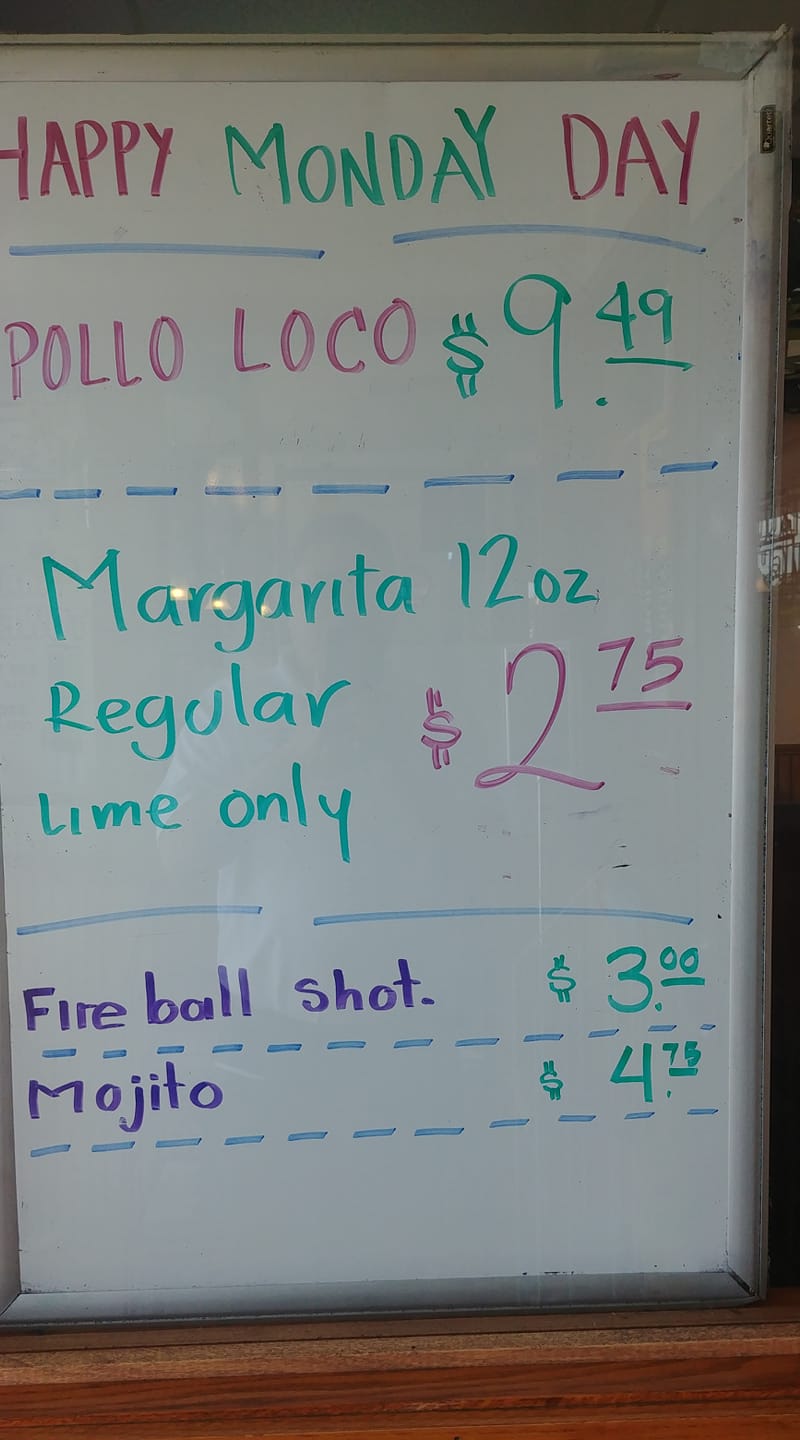 HAPPY MONDAY DAY
POLLO LOCO $9.49
Margarita 12oz
Regular $2 75
Lime only
Fire ball shot. $3.00
Mojito $4.75